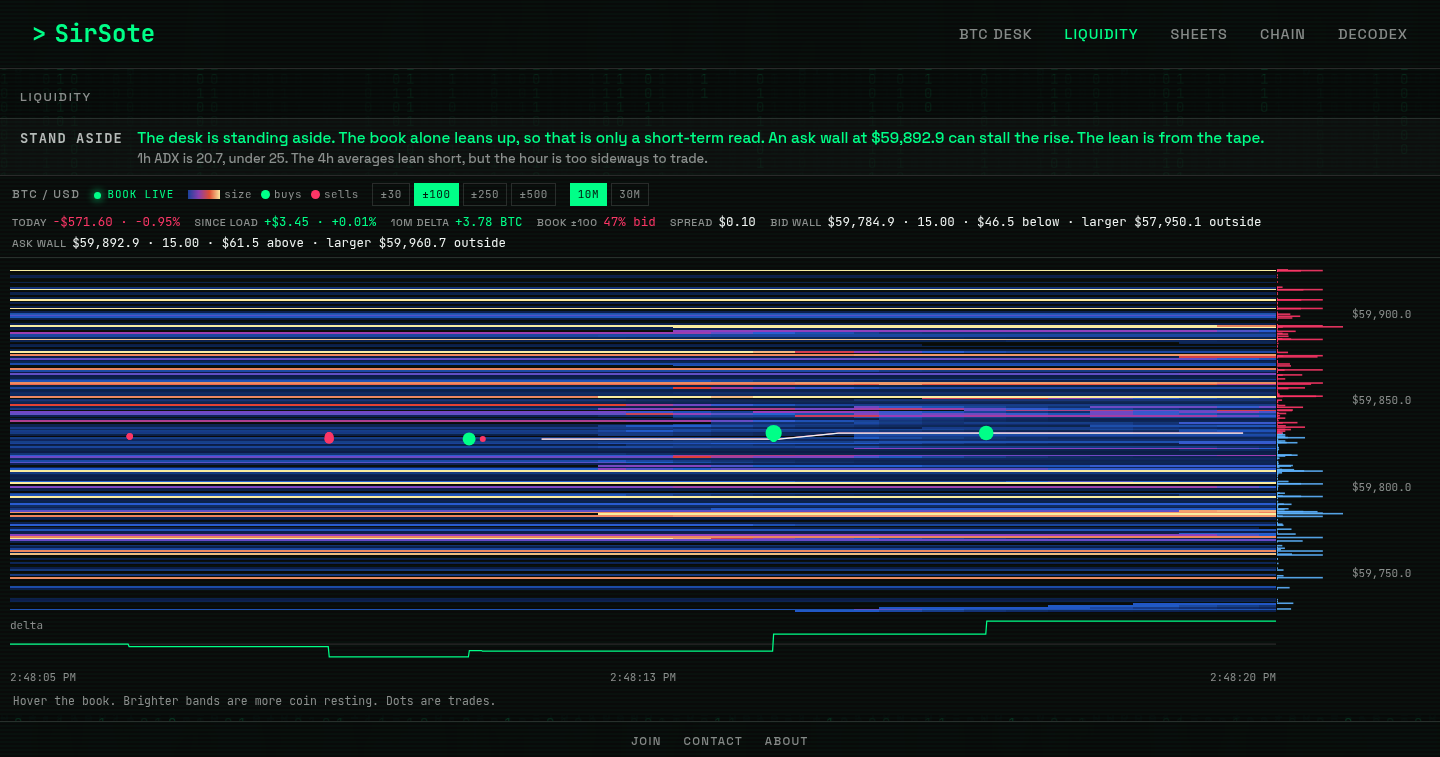 > SirSote
BTC DESK LIQUIDITY SHEETS CHAIN DECODEX
LIQUIDITY
STAND ASIDE The desk is standing aside. The book alone leans up, so that is only a short-term read. An ask wall at $59,892.9 can stall the rise. The lean is from the tape.
1h ADX is 20.7, under 25. The 4h averages lean short, but the hour is too sideways to trade.
BTC / USD BOOK LIVE size buys sells ±30 ±100 ±250 ±500 10M 30M
TODAY -$571.60 · -0.95% SINCE LOAD +$3.45 · +0.01% 10M DELTA +3.78 BTC BOOK ±100 47% bid SPREAD $0.10 BID WALL $59,784.9 · 15.00 · $46.5 below · larger $57,950.1 outside
ASK WALL $59,892.9 · 15.00 · $61.5 above · larger $59,960.7 outside
$59,900.0
$59,850.0
$59,800.0
$59,750.0
delta
2:48:05 PM 2:48:13 PM 2:48:20 PM
Hover the book. Brighter bands are more coin resting. Dots are trades.
JOIN CONTACT ABOUT